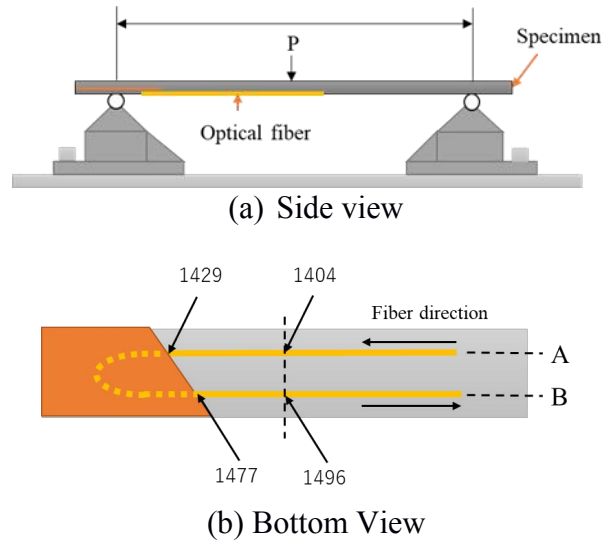 P
Specimen
Optical fiber
(a) Side view
1429
1404
Fiber direction
A
B
1477
1496
(b) Bottom View